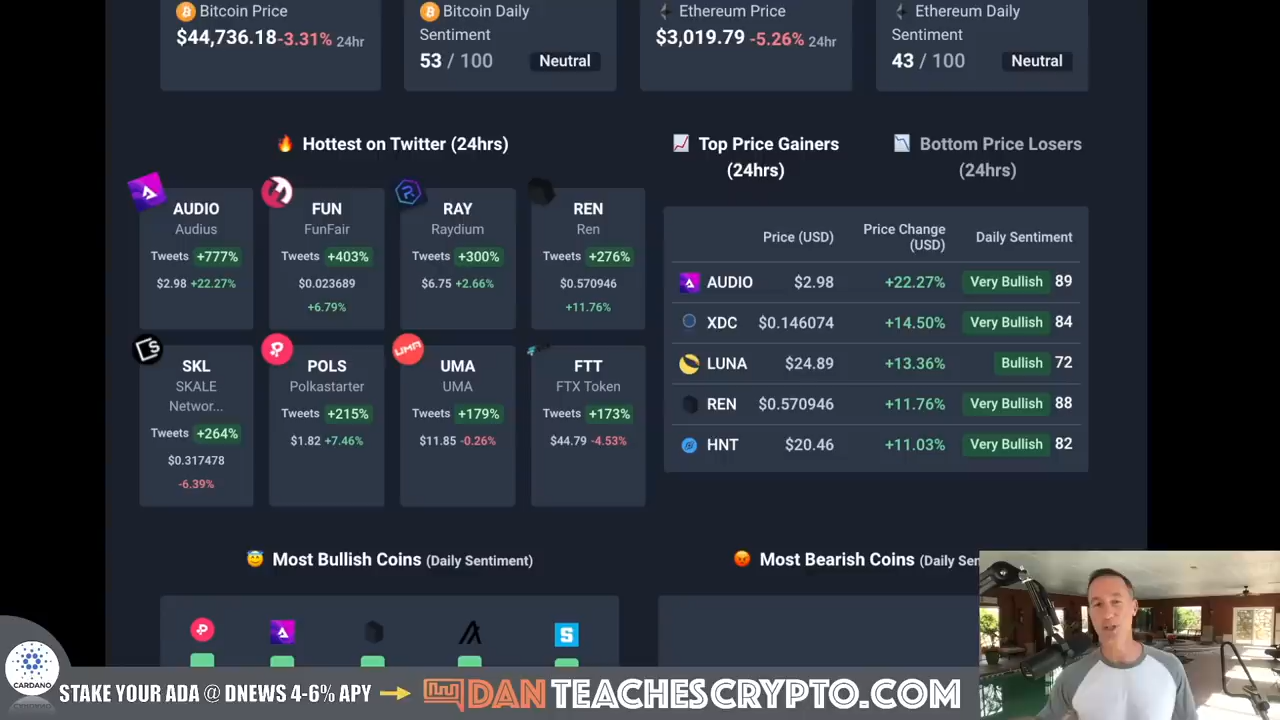 Bitcoin Price
$44,736.18 -3.31% 24hr
Bitcoin Daily
Sentiment
53 / 100 Neutral
Ethereum Price
$3,019.79 -5.26% 24hr
Ethereum Daily
Sentiment
43 / 100 Neutral
Hottest on Twitter (24hrs)
AUDIO
Audius
Tweets +777%
$2.98 +22.27%
FUN
FunFair
Tweets +403%
$0.023689
+6.79%
RAY
Raydium
Tweets +300%
$6.75 +2.66%
REN
Ren
Tweets +276%
$0.570946
+11.76%
SKL
SKALE
Networ...
Tweets +264%
$0.317478
-6.39%
POLS
Polkastarter
Tweets +215%
$1.82 +7.46%
UMA
UMA
UMA
Tweets +179%
$11.85 -0.26%
FTT
FTX Token
Tweets +173%
$44.79 -4.53%
Top Price Gainers
(24hrs)
Bottom Price Losers
(24hrs)
Price (USD)
Price Change
(USD)
Daily Sentiment
AUDIO $2.98 +22.27% Very Bullish 89
XDC $0.146074 +14.50% Very Bullish 84
LUNA $24.89 +13.36% Bullish 72
REN $0.570946 +11.76% Very Bullish 88
HNT $20.46 +11.03% Very Bullish 82
Most Bullish Coins (Daily Sentiment)
Most Bearish Coins (Daily Sen
CARDANO
STAKE YOUR ADA @ DNEWS 4-6% APY
DANTEACHESCRYPTO.COM